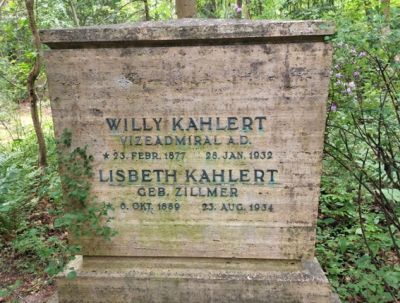 WILLY KAHLERT
VIZEADMIRAL A.D.
* 23. FEBR. 1877 28. JAN. 1932
LISBETH KAHLERT
GEB. ZILLMER
* 6. OKT. 1889 23. AUG. 1934